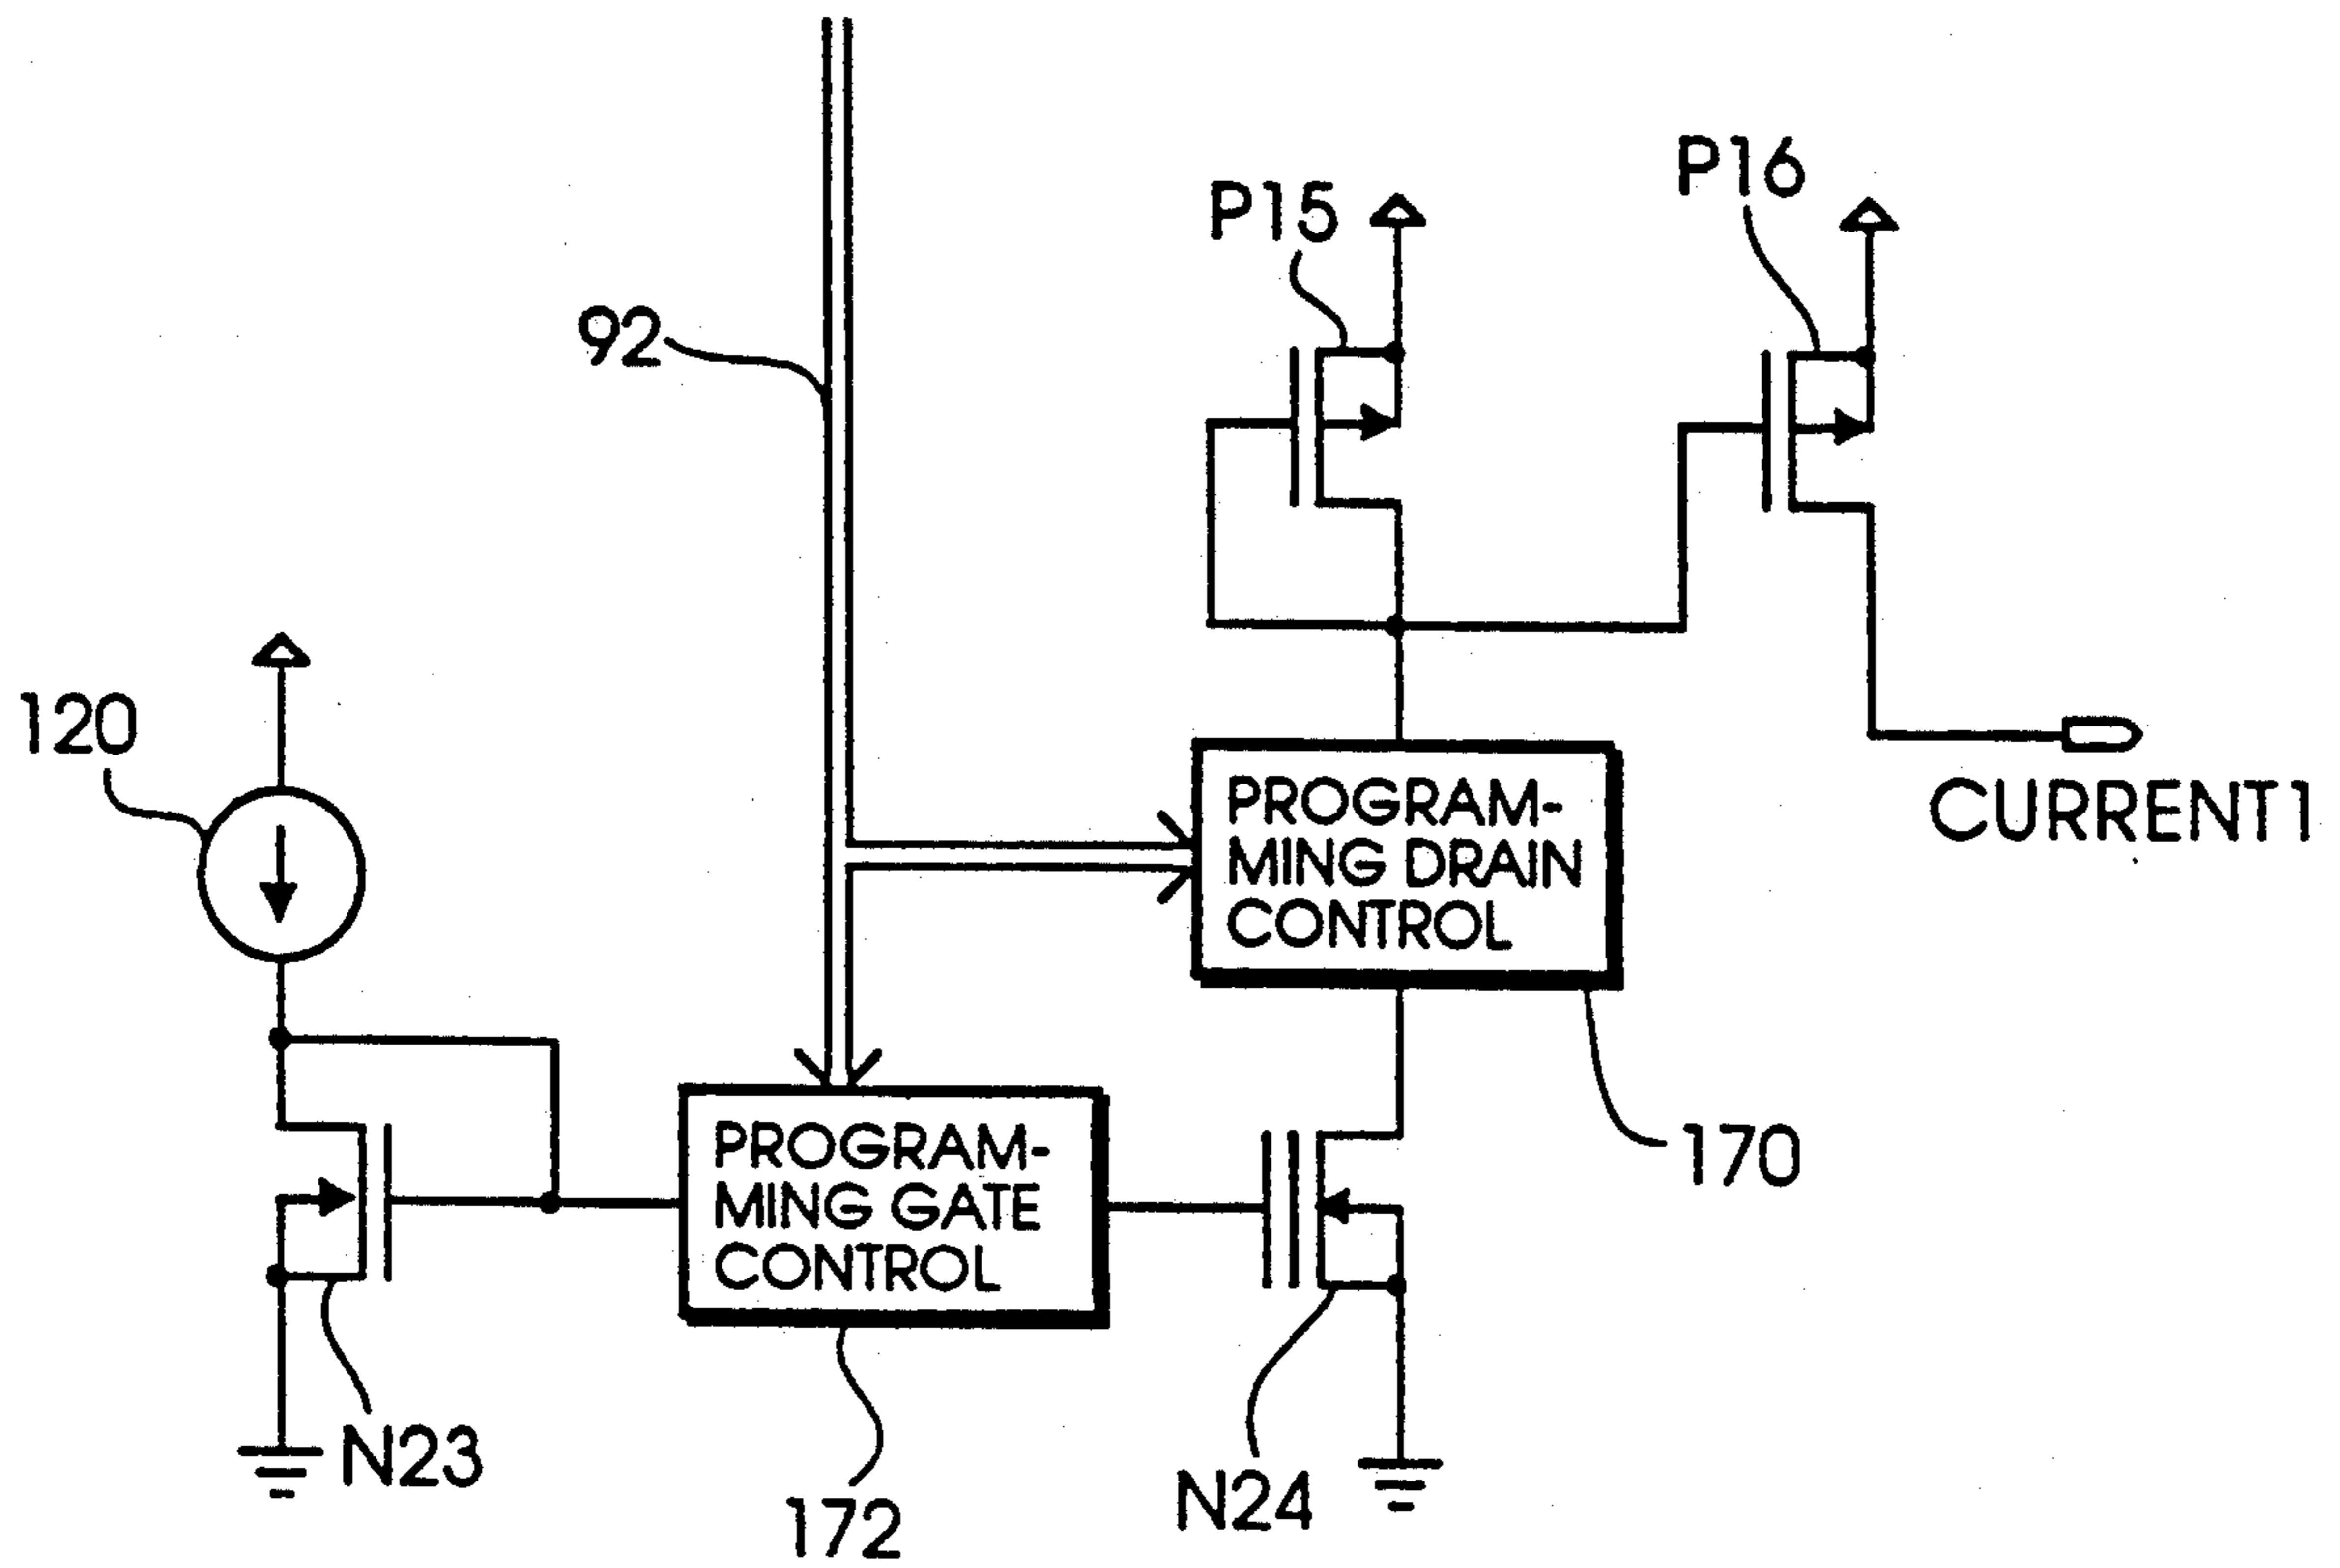 P16
P15
92
120
PROGRAM-
MING DRAIN
CONTROL
CURRENT1
PROGRAM-
MING GATE
CONTROL
170
N23
N24
172